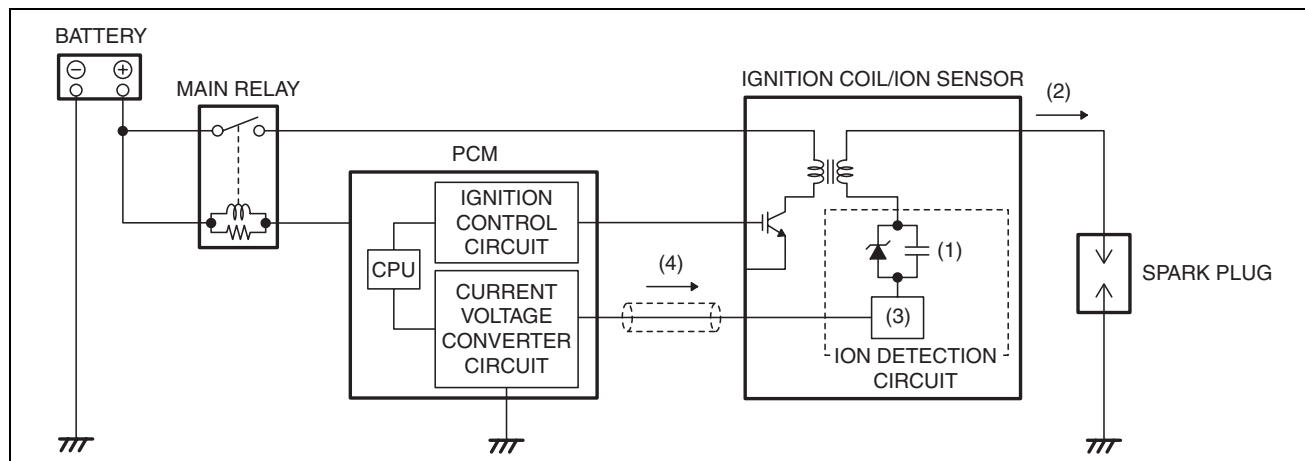 BATTERY
MAIN RELAY
IGNITION COIL/ION SENSOR
(2)
PCM
IGNITION
CONTROL
CIRCUIT
CPU
(4)
(1)
SPARK PLUG
CURRENT
VOLTAGE
CONVERTER
CIRCUIT
(3)
ION DETECTION
CIRCUIT